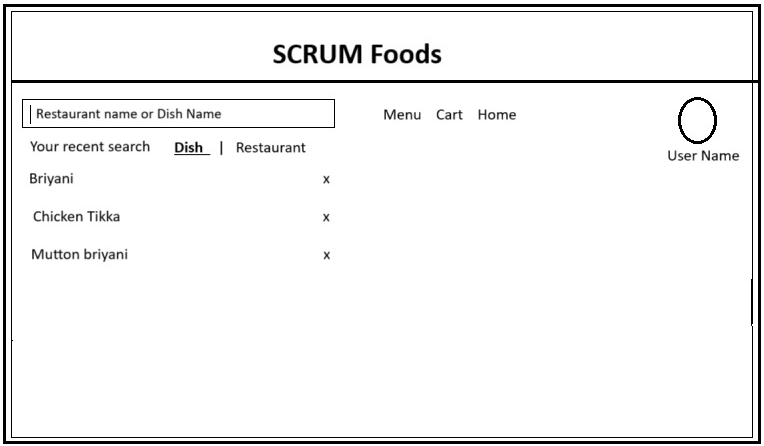 SCRUM Foods
Restaurant name or Dish Name
Menu Cart Home
User Name
Your recent search Dish | Restaurant
Briyani x
Chicken Tikka x
Mutton briyani x